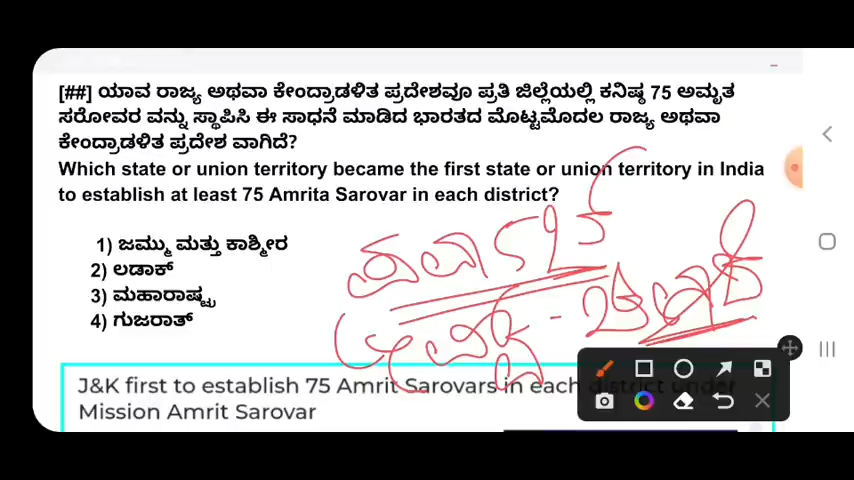 [##] ಯಾವ ರಾಜ್ಯ ಅಥವಾ ಕೇಂದ್ರಾಡಳಿತ ಪ್ರದೇಶವೂ ಪ್ರತಿ ಜಿಲ್ಲೆಯಲ್ಲಿ ಕನಿಷ್ಠ 75 ಅಮೃತ
ಸರೋವರ ವನ್ನು ಸ್ಥಾಪಿಸಿ ಈ ಸಾಧನೆ ಮಾಡಿದ ಭಾರತದ ಮೊಟ್ಟಮೊದಲ ರಾಜ್ಯ ಅಥವಾ
ಕೇಂದ್ರಾಡಳಿತ ಪ್ರದೇಶ ವಾಗಿದೆ?
Which state or union territory became the first state or union territory in India
to establish at least 75 Amrita Sarovar in each district?
1) ಜಮ್ಮು ಮತ್ತು ಕಾಶ್ಮೀರ
2) ಲಡಾಕ್
3) ಮಹಾರಾಷ್ಟ್ರ
4) ಗುಜರಾತ್
J&K first to establish 75 Amrit Sarovars in each district under
Mission Amrit Sarovar